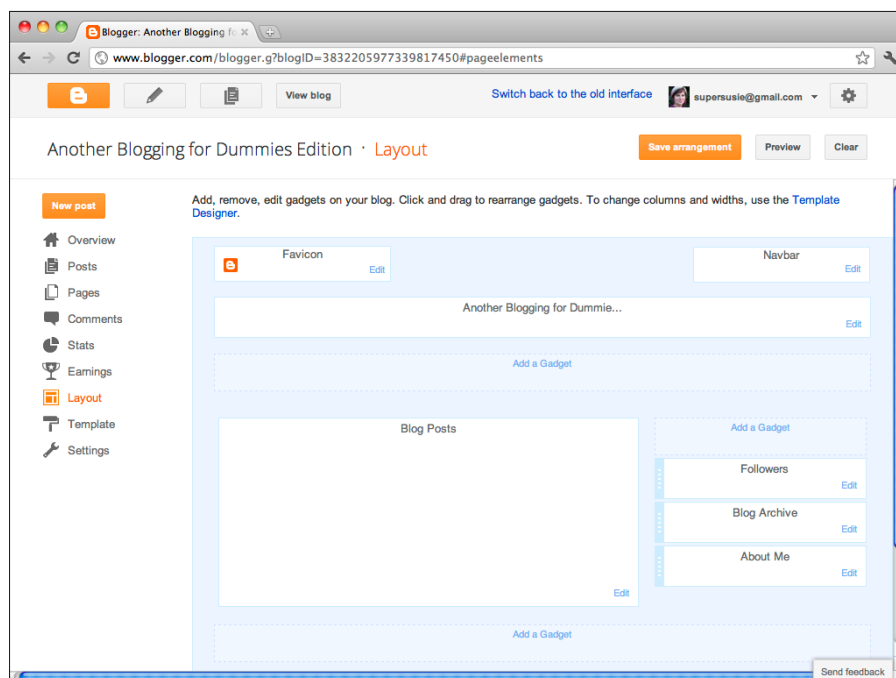 Blogger: Another Blogging fo
www.blogger.com/blogger.g?blogID=3832205977339817450#pageelements
View blog
Switch back to the old interface
supersusie@gmail.com
Another Blogging for Dummies Edition · Layout
Save arrangement
Preview
Clear
New post
Overview
Posts
Pages
Comments
Stats
Earnings
Layout
Template
Settings
Add, remove, edit gadgets on your blog. Click and drag to rearrange gadgets. To change columns and widths, use the Template
Designer.
Favicon
Edit
Navbar
Edit
Another Blogging for Dummie...
Edit
Add a Gadget
Blog Posts
Edit
Add a Gadget
Followers
Edit
Blog Archive
Edit
About Me
Edit
Add a Gadget
Send feedback